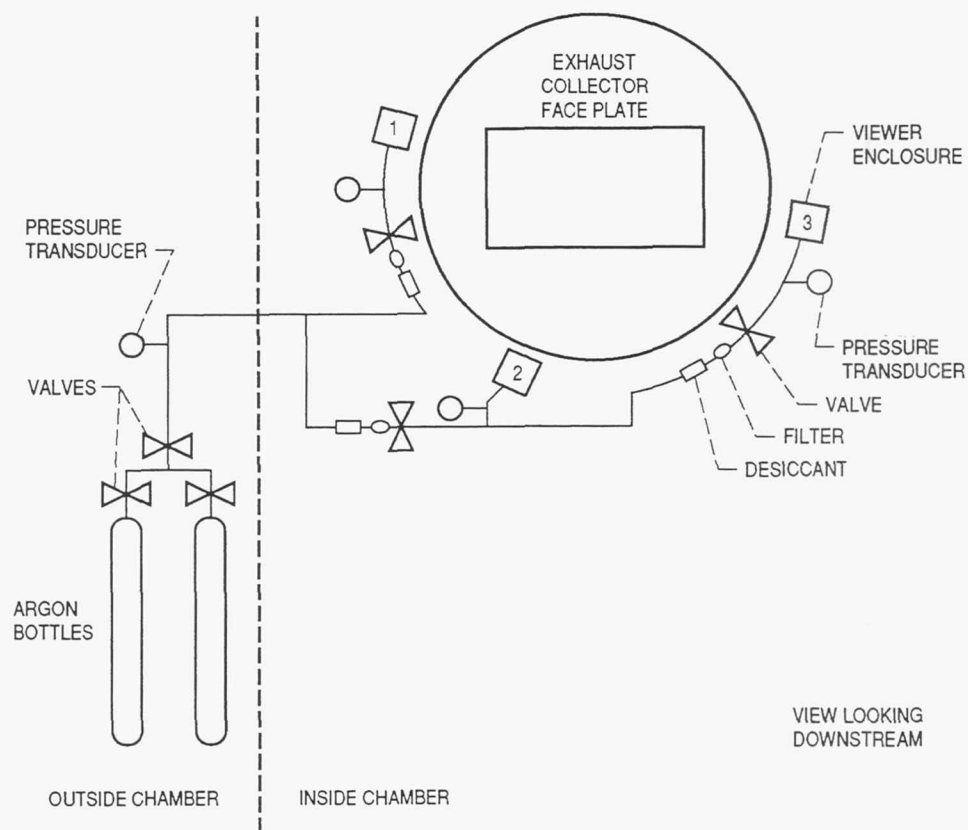 EXHAUST
COLLECTOR
FACE PLATE
1
VIEWER
ENCLOSURE
3
PRESSURE
TRANSDUCER
2
PRESSURE
TRANSDUCER
VALVES
VALVE
FILTER
DESICCANT
ARGON
BOTTLES
VIEW LOOKING
DOWNSTREAM
OUTSIDE CHAMBER
INSIDE CHAMBER